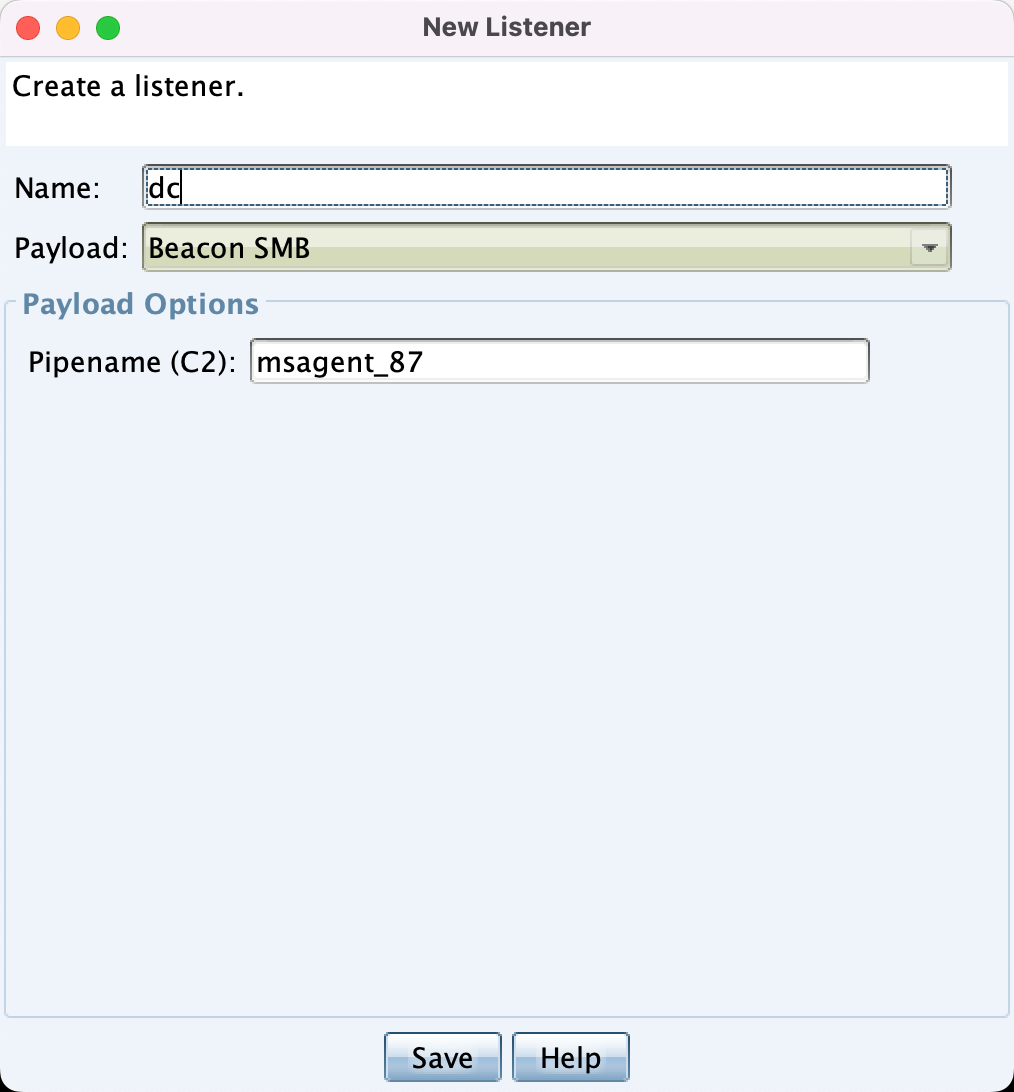 New Listener
Create a listener.
Name: dc
Payload: Beacon SMB
Payload Options
Pipename (C2): msagent_87
Save Help